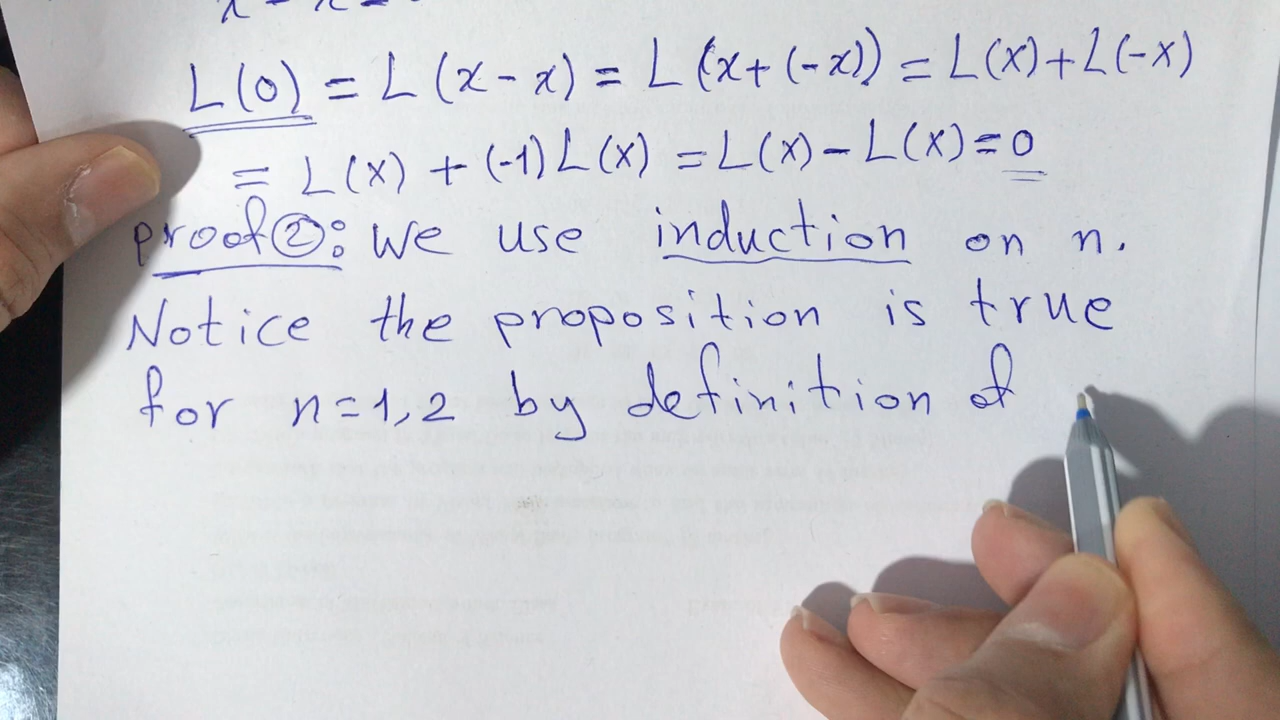 x - x =
L(0) = L(x-x) = L(x+(-x)) = L(x)+L(-x)
= L(x) + (-1)L(x) = L(x) - L(x) = 0
proof②: we use induction on n.
Notice the proposition is true
for n=1,2 by definition of